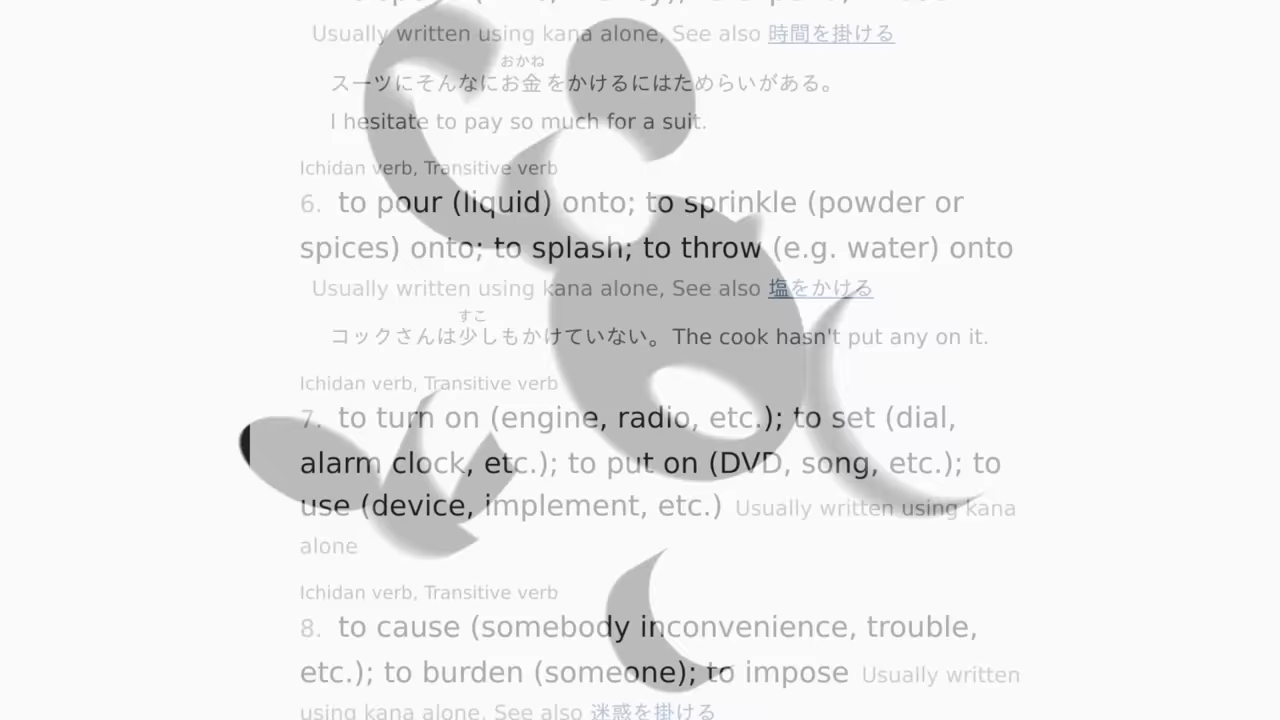 Usually written using kana alone, See also 時間を掛ける
おかね
スーツにそんなにお金をかけるにはためらいがある。
I hesitate to pay so much for a suit.
Ichidan verb, Transitive verb
6. to pour (liquid) onto; to sprinkle (powder or
spices) onto; to splash; to throw (e.g. water) onto
Usually written using kana alone, See also 塩をかける
すこ
コックさんは少しもかけていない。 The cook hasn't put any on it.
Ichidan verb, Transitive verb
7. to turn on (engine, radio, etc.); to set (dial,
alarm clock, etc.); to put on (DVD, song, etc.); to
use (device, implement, etc.) Usually written using kana
alone
Ichidan verb, Transitive verb
8. to cause (somebody inconvenience, trouble,
etc.); to burden (someone); to impose Usually written
using kana alone, See also 迷惑を掛ける